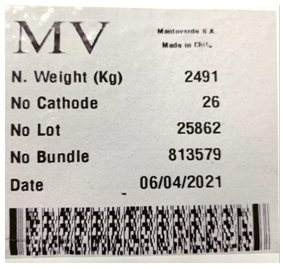 MV
Mantoverde S.A.
Made in Chile
N. Weight (Kg) 2491
No Cathode 26
No Lot 25862
No Bundle 813579
Date 06/04/2021